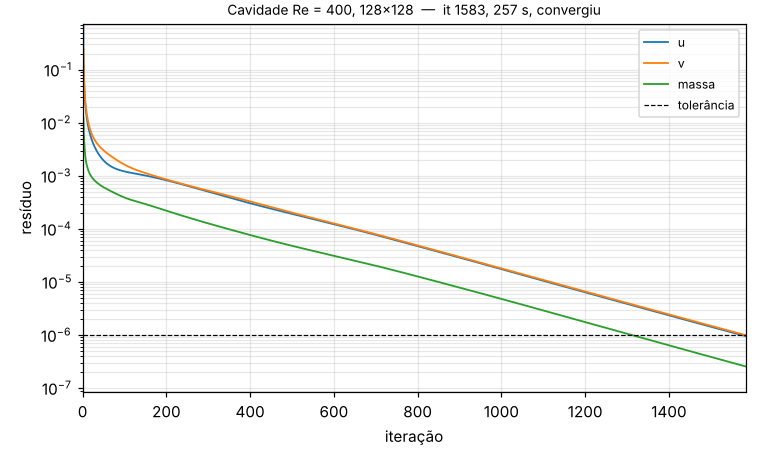 Cavidade Re = 400, 128×128 — it 1583, 257 s, convergiu
u
v
massa
tolerância
resíduo
10⁻¹
10⁻²
10⁻³
10⁻⁴
10⁻⁵
10⁻⁶
10⁻⁷
0 200 400 600 800 1000 1200 1400
iteração